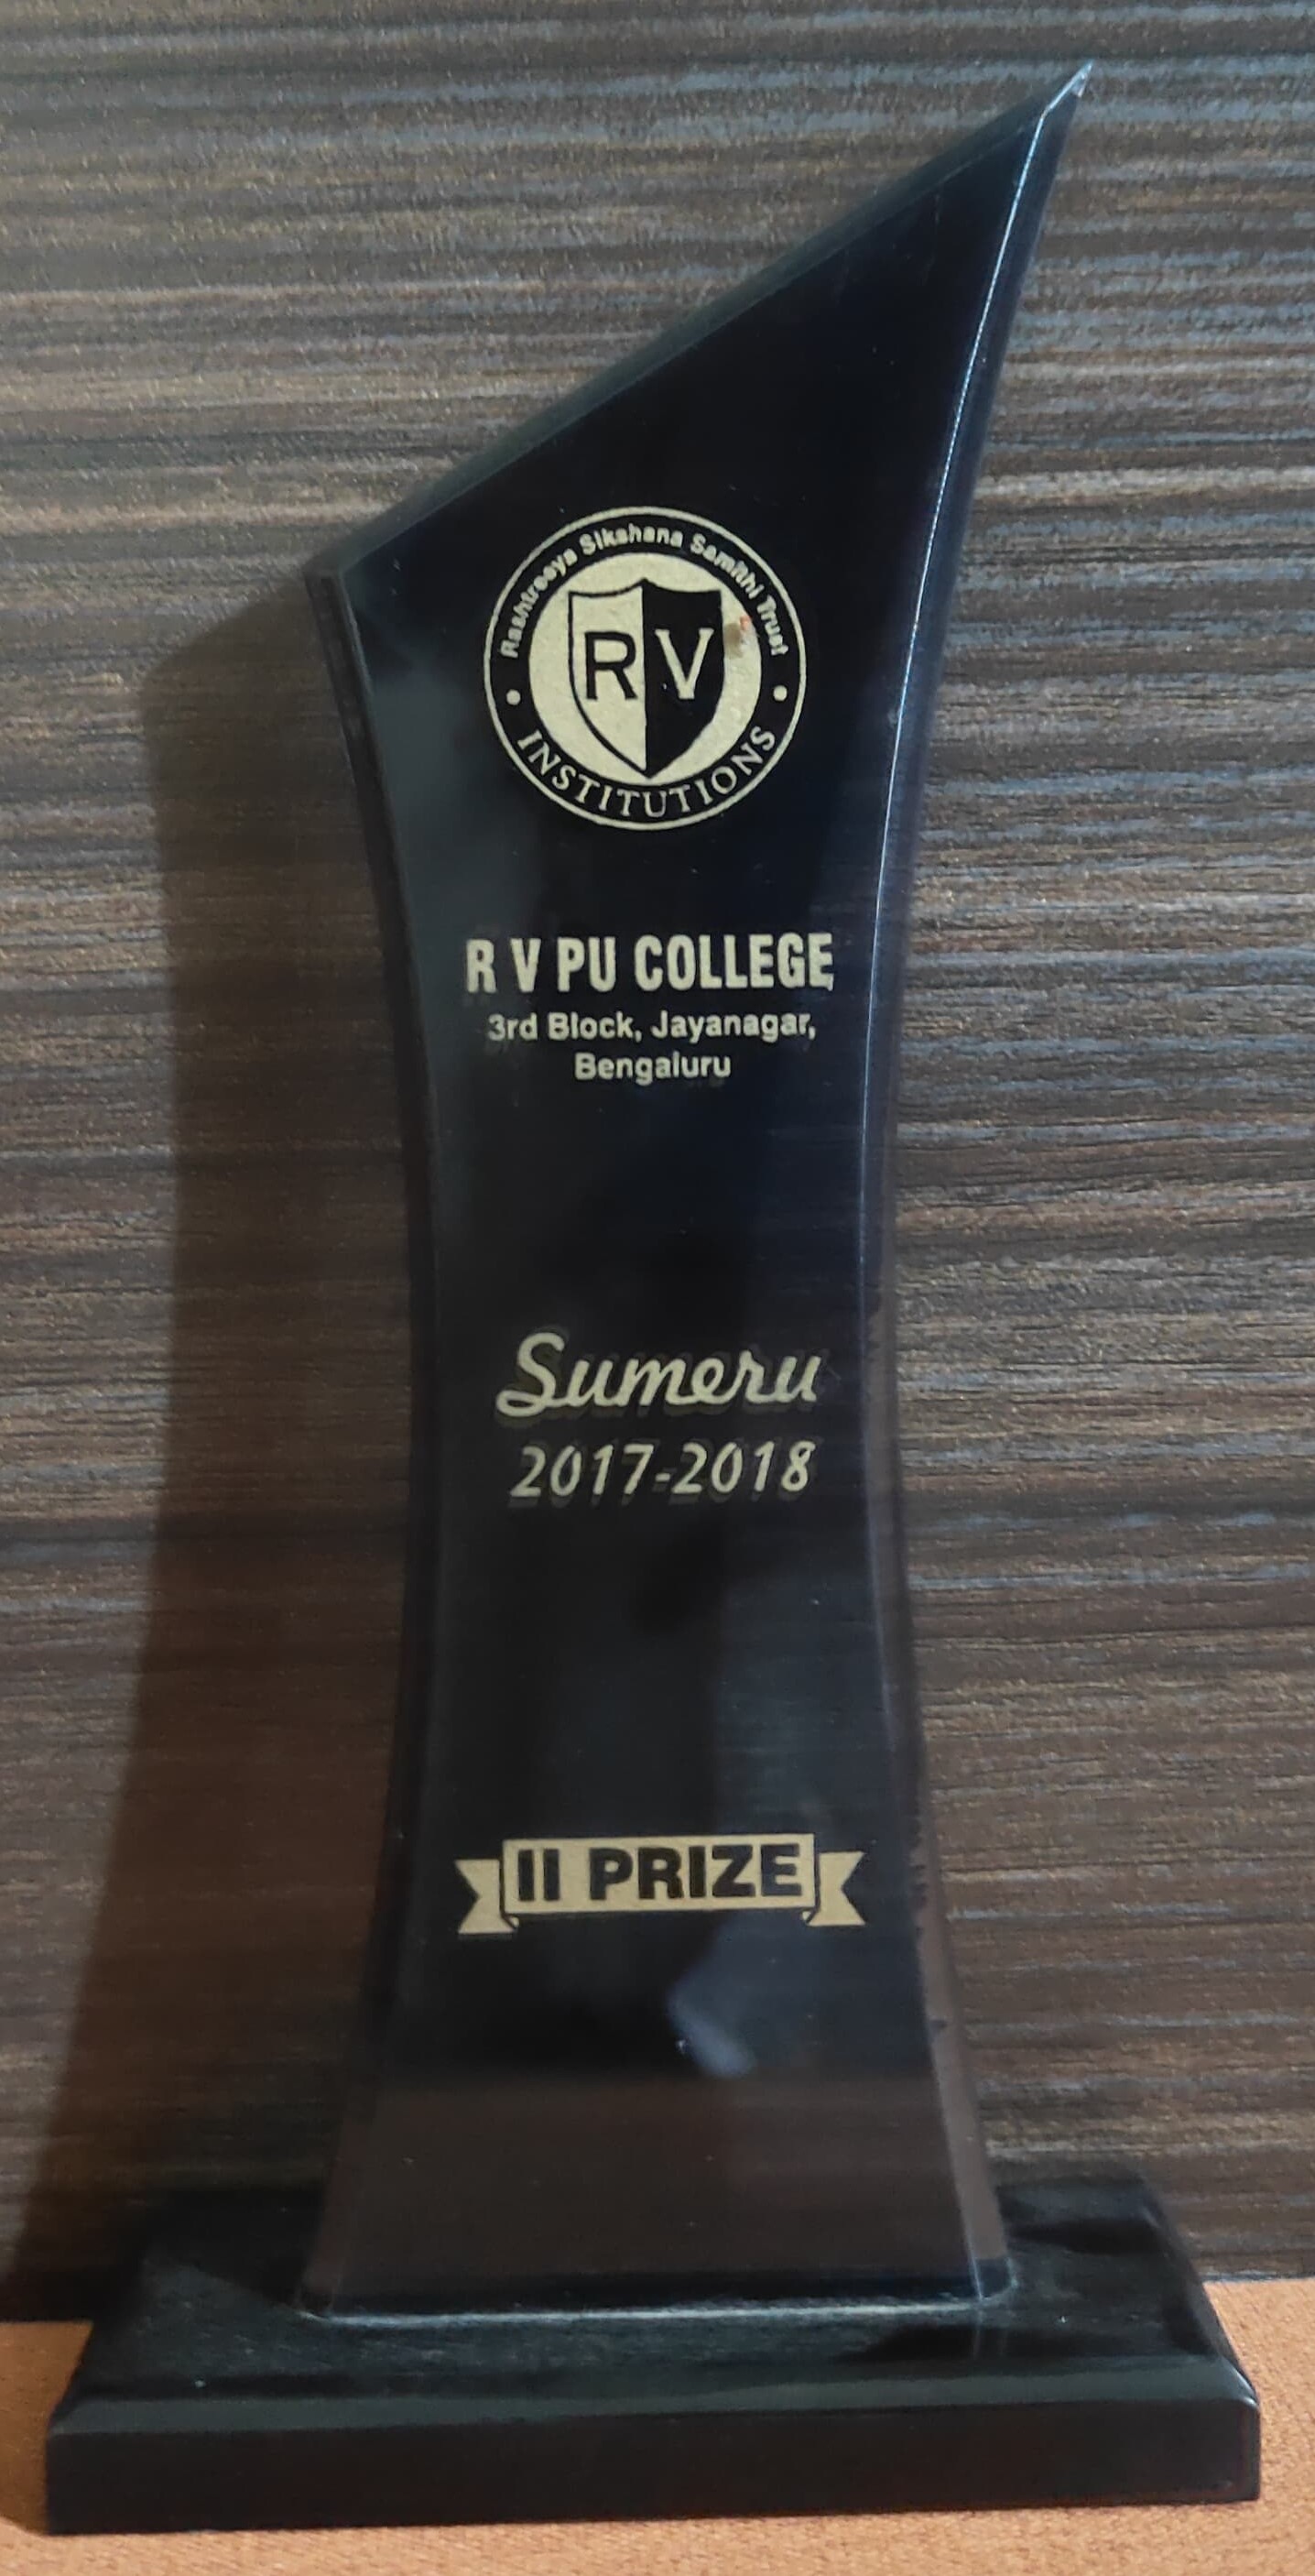 Rashtreeya Sikshana Samithi Trust
RV
INSTITUTIONS
R V PU COLLEGE
3rd Block, Jayanagar,
Bengaluru
Sumeru
2017-2018
II PRIZE